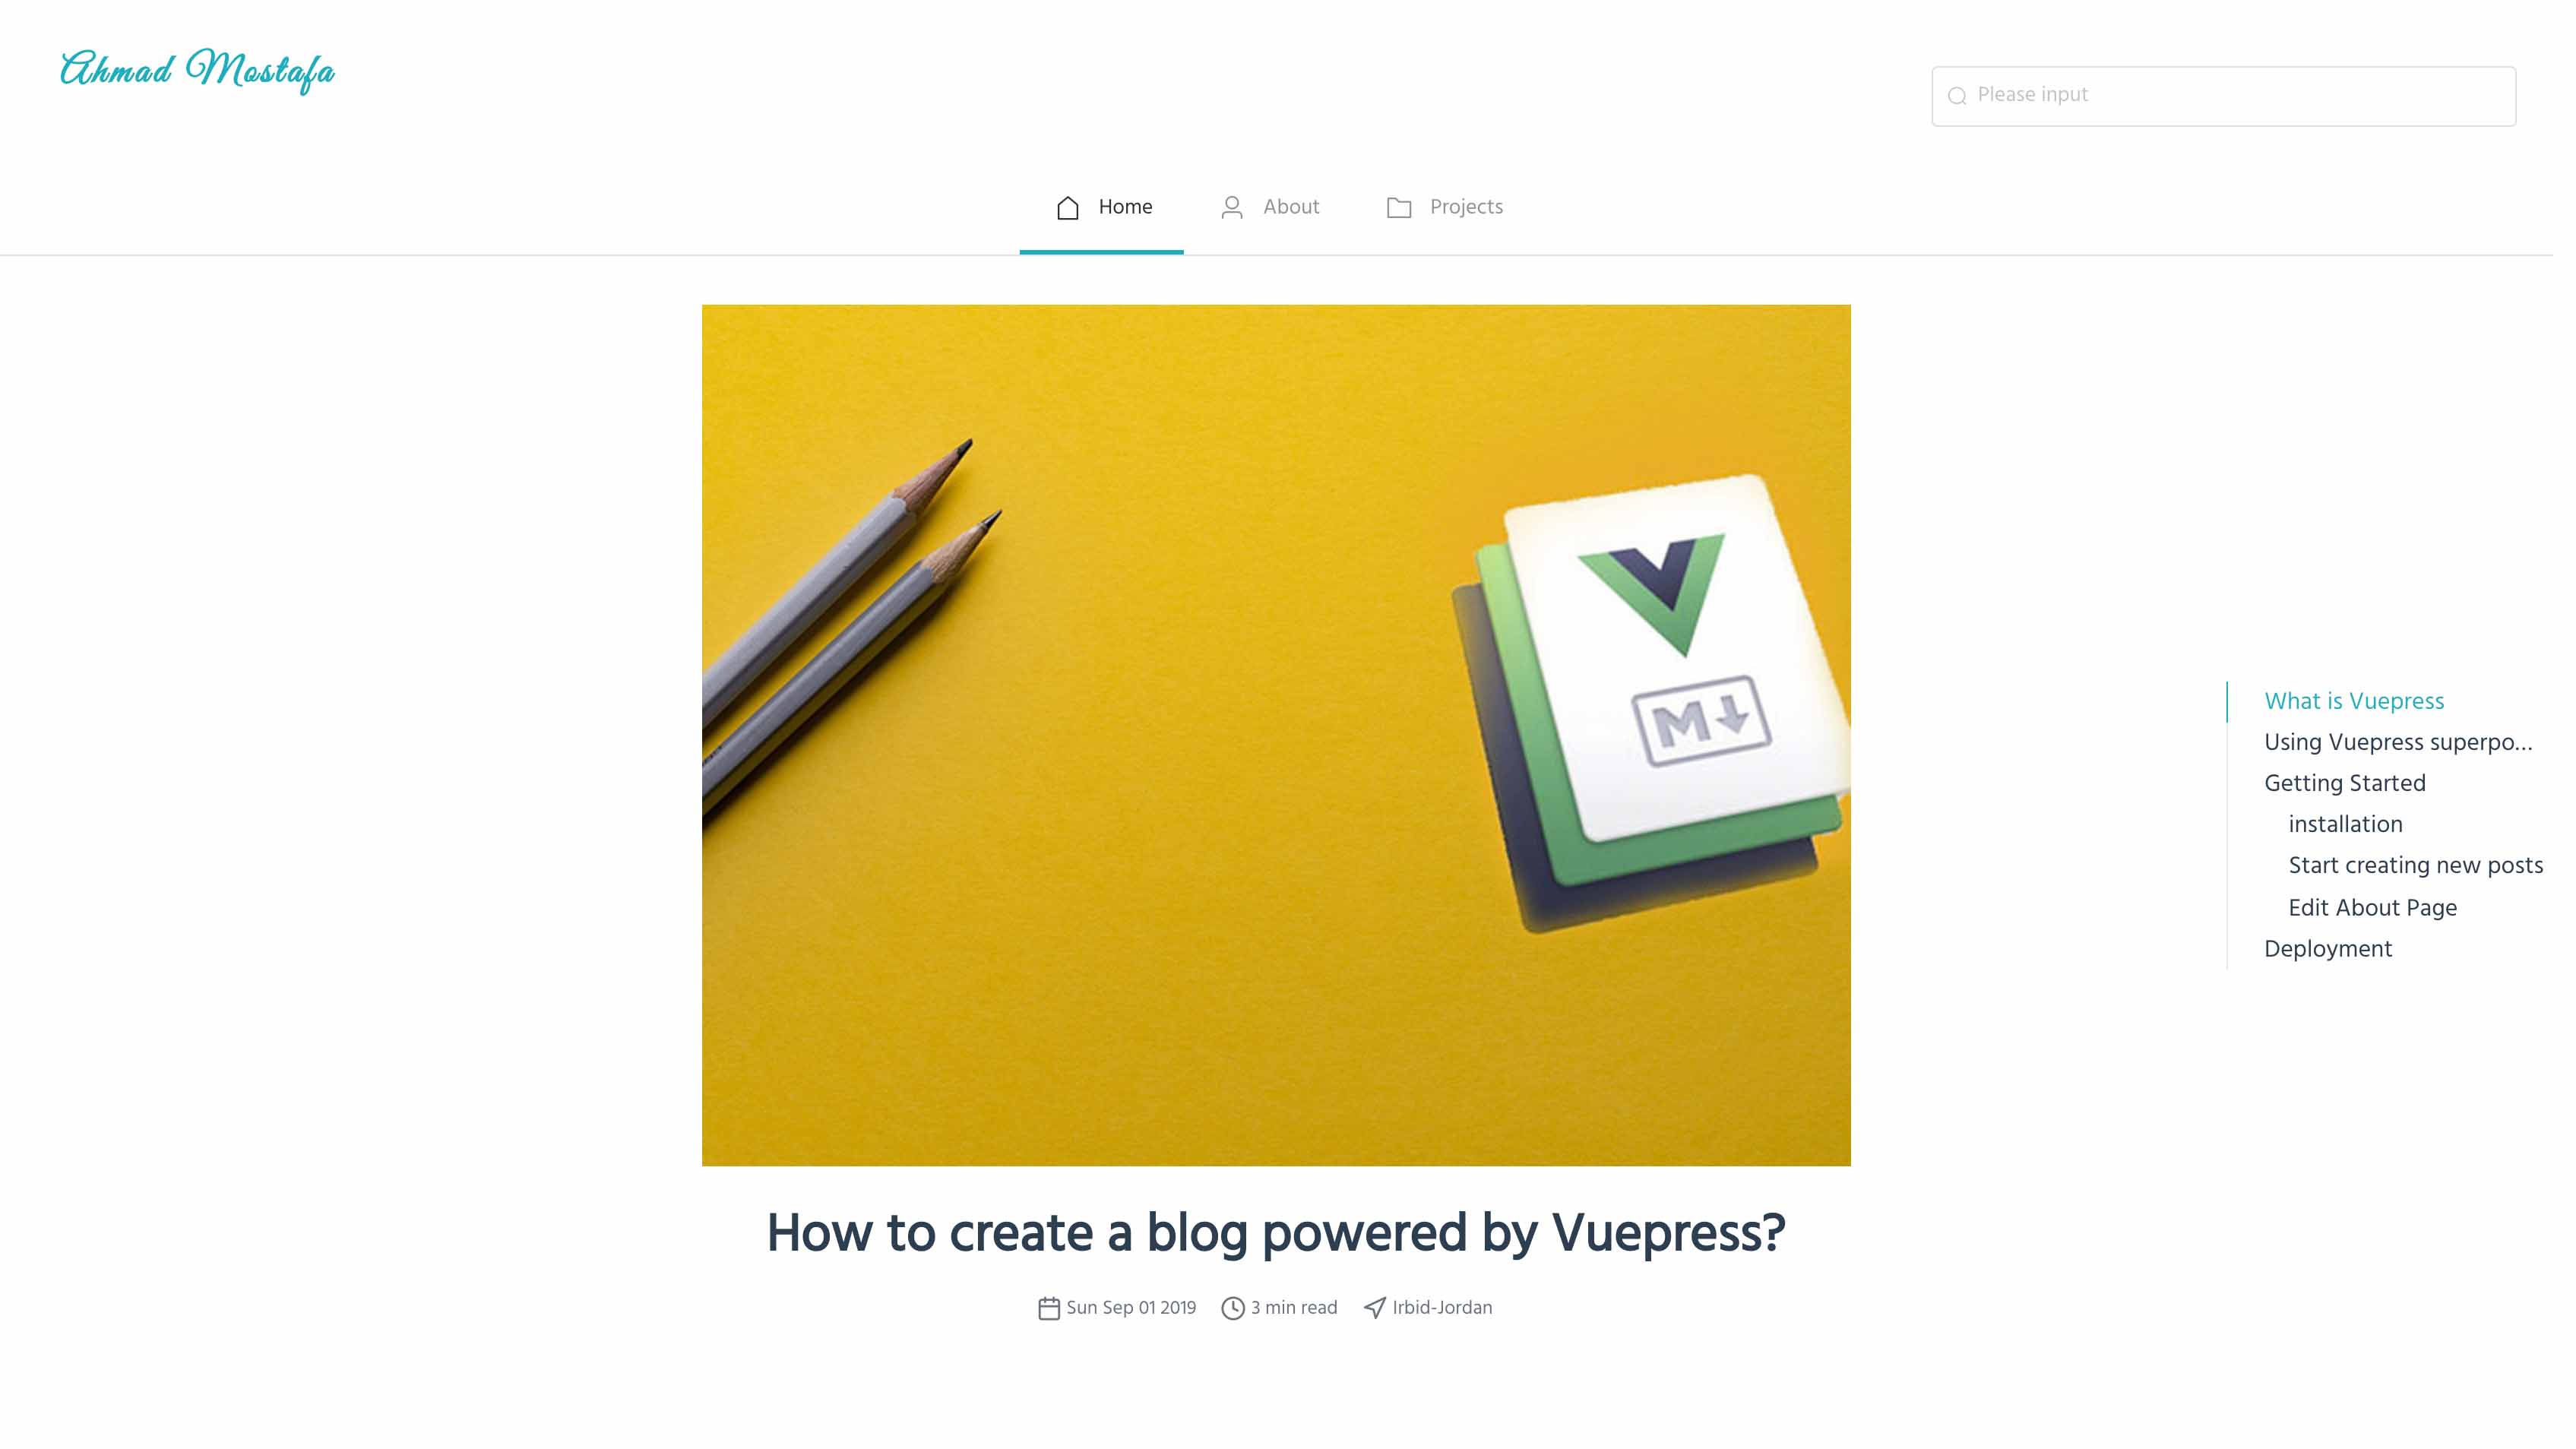 Ahmad Mostafa
Please input
Home About Projects
M
What is Vuepress
Using Vuepress superpo...
Getting Started
installation
Start creating new posts
Edit About Page
Deployment
How to create a blog powered by Vuepress?
Sun Sep 01 2019 3 min read Irbid-Jordan